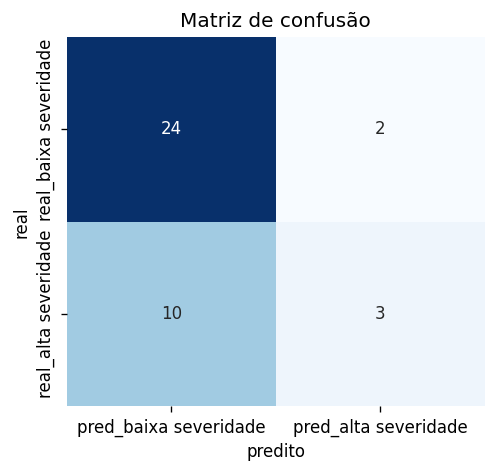 Matriz de confusão
real
real_baixa severidade
24
2
real_alta severidade
10
3
pred_baixa severidade
pred_alta severidade
predito